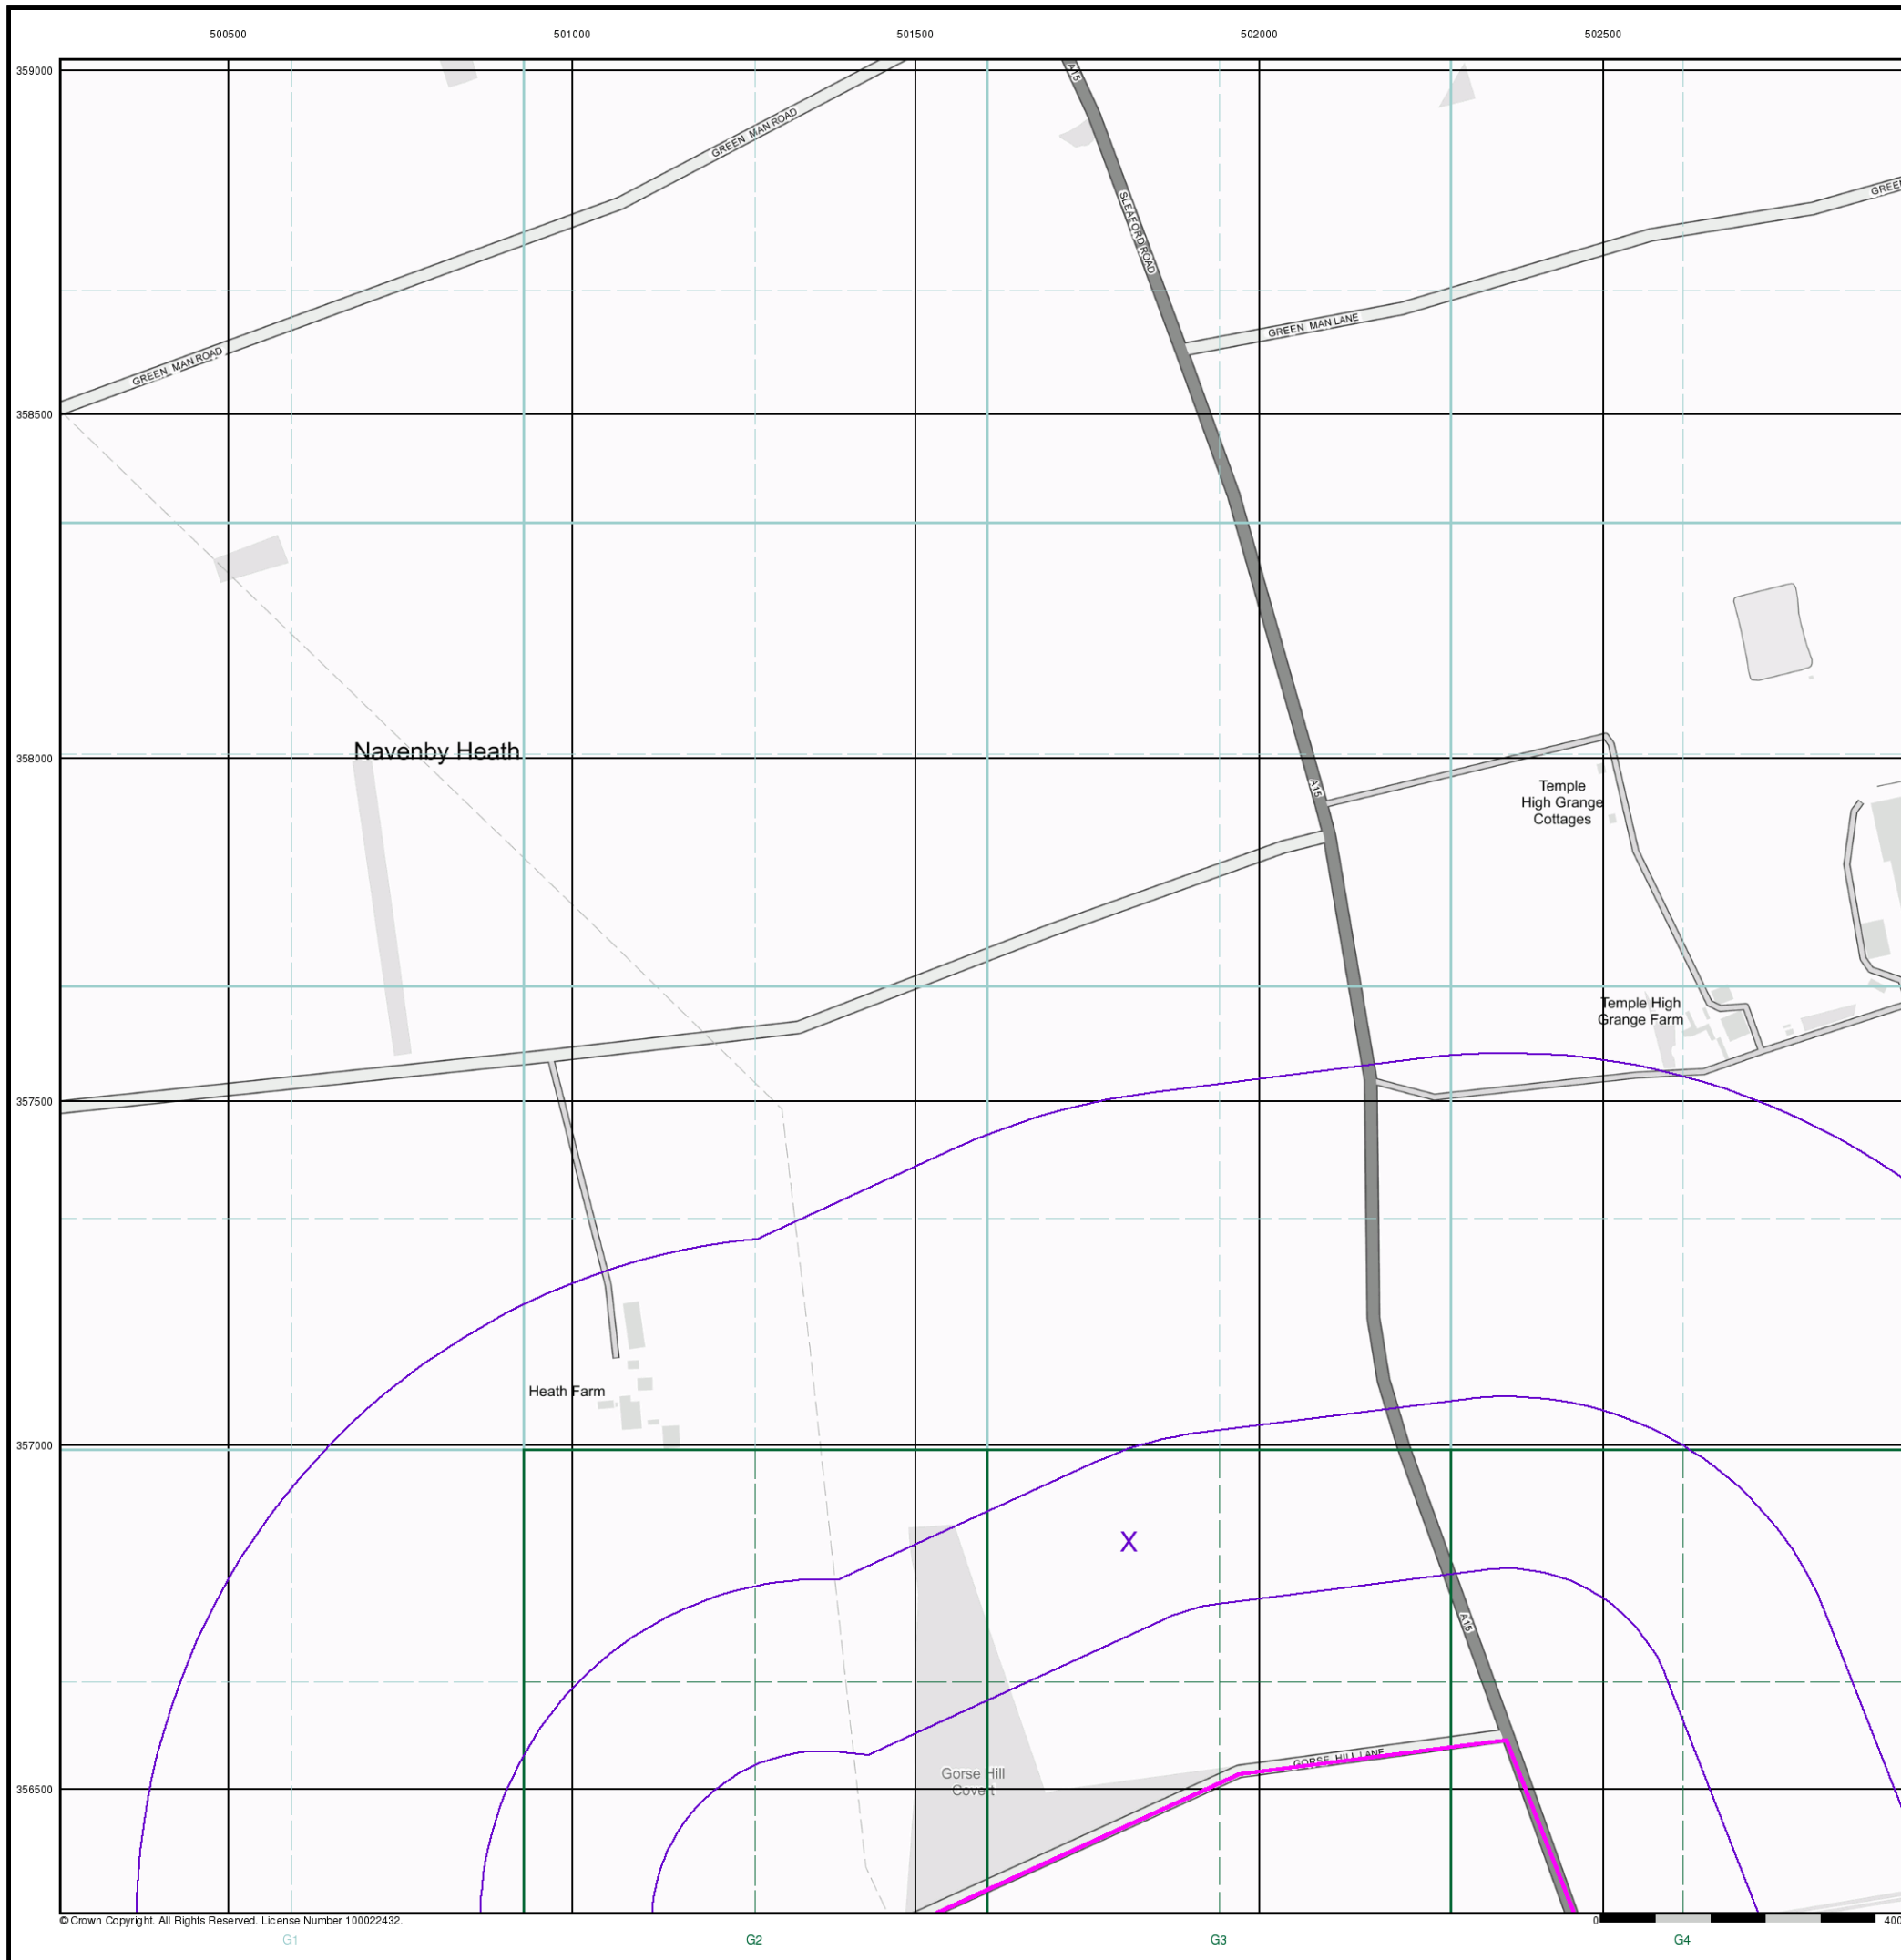 500500 501000 501500 502000 502500
359000
A15
GREEN MAN ROAD
GREEN
SLEAFORD ROAD
GREEN MAN LANE
GREEN MAN ROAD
358500
Navenby Heath
358000
A15
Temple
High Grange
Cottages
Temple High
Grange Farm
357500
Heath Farm
357000
X
A15
GORSE HILL LANE
Gorse Hill
Covert
356500
© Crown Copyright. All Rights Reserved. License Number 100022432.
0 400
G1 G2 G3 G4